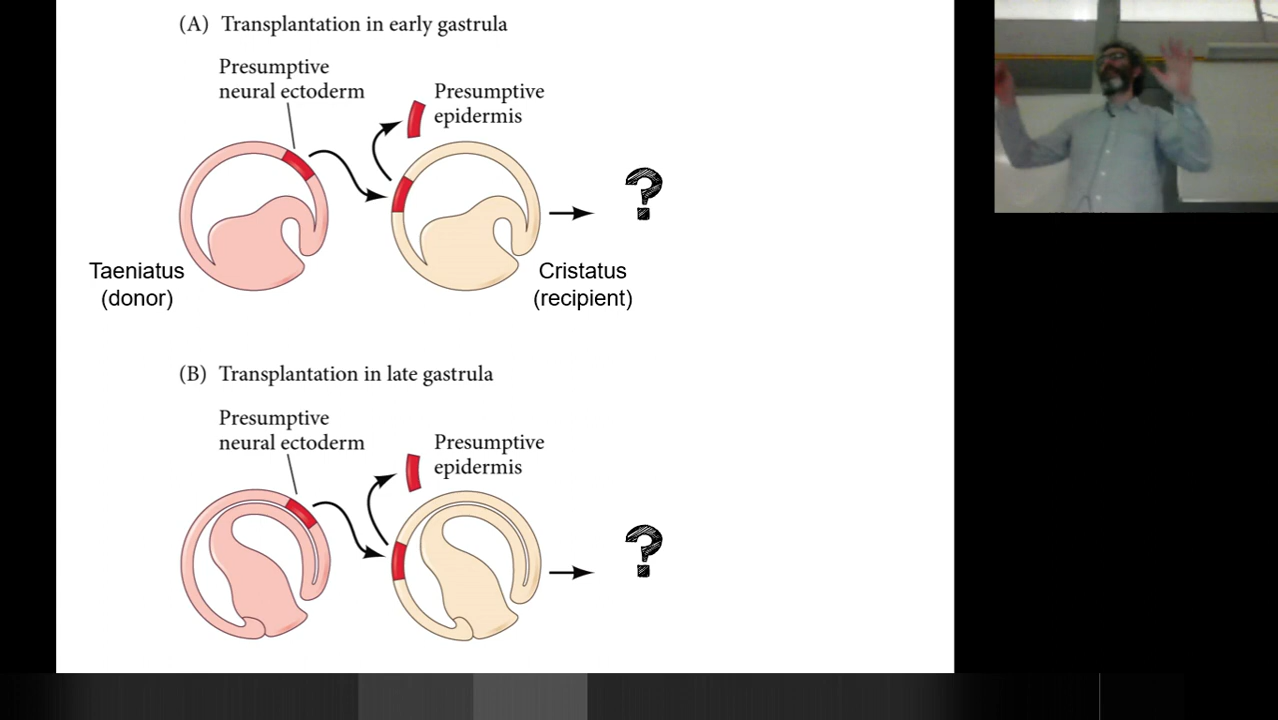 (A) Transplantation in early gastrula
Presumptive
neural ectoderm
Presumptive
epidermis
?
Taeniatus
(donor)
Cristatus
(recipient)
(B) Transplantation in late gastrula
Presumptive
neural ectoderm
Presumptive
epidermis
?